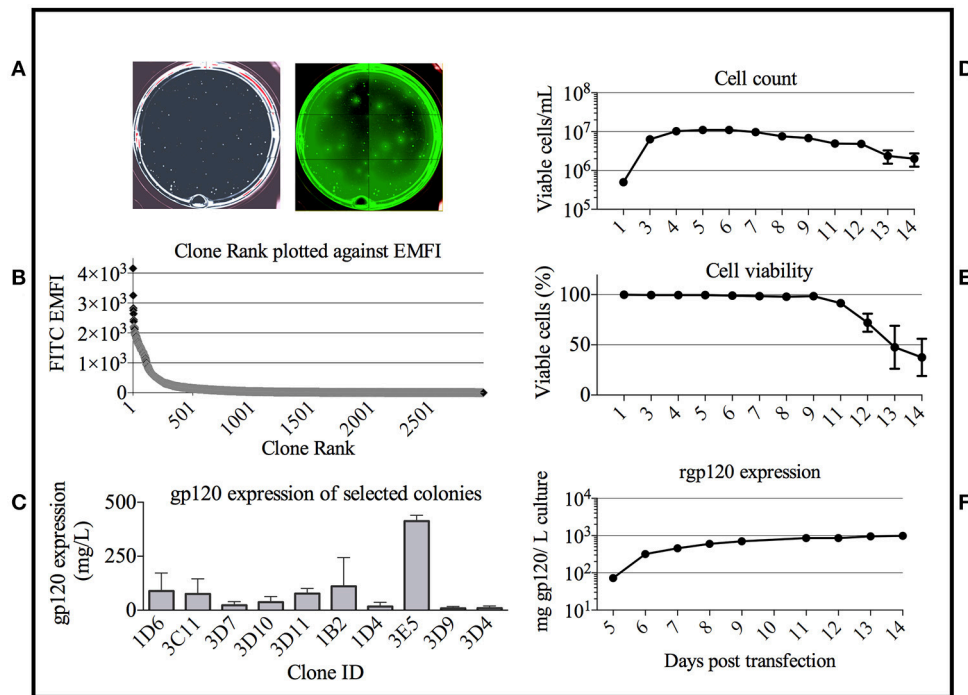 A
B
Clone Rank plotted against EMFI
FITC EMFI
4×10³
3×10³
2×10³
1×10³
0
1
501
1001
1501
2001
2501
Clone Rank
C
gp120 expression of selected colonies
gp120 expression
(mg/L)
500
250
0
1D6
3C11
3D7
3D10
3D11
1B2
1D4
3E5
3D9
3D4
Clone ID
D
Cell count
Viable cells/mL
10⁸
10⁷
10⁶
10⁵
1
3
4
5
6
7
8
9
11
12
13
14
E
Cell viability
Viable cells (%)
100
50
0
1
3
4
5
6
7
8
9
11
12
13
14
F
rgp120 expression
mg gp120/ L culture
10⁴
10³
10²
10¹
5
6
7
8
9
10
11
12
13
14
Days post transfection